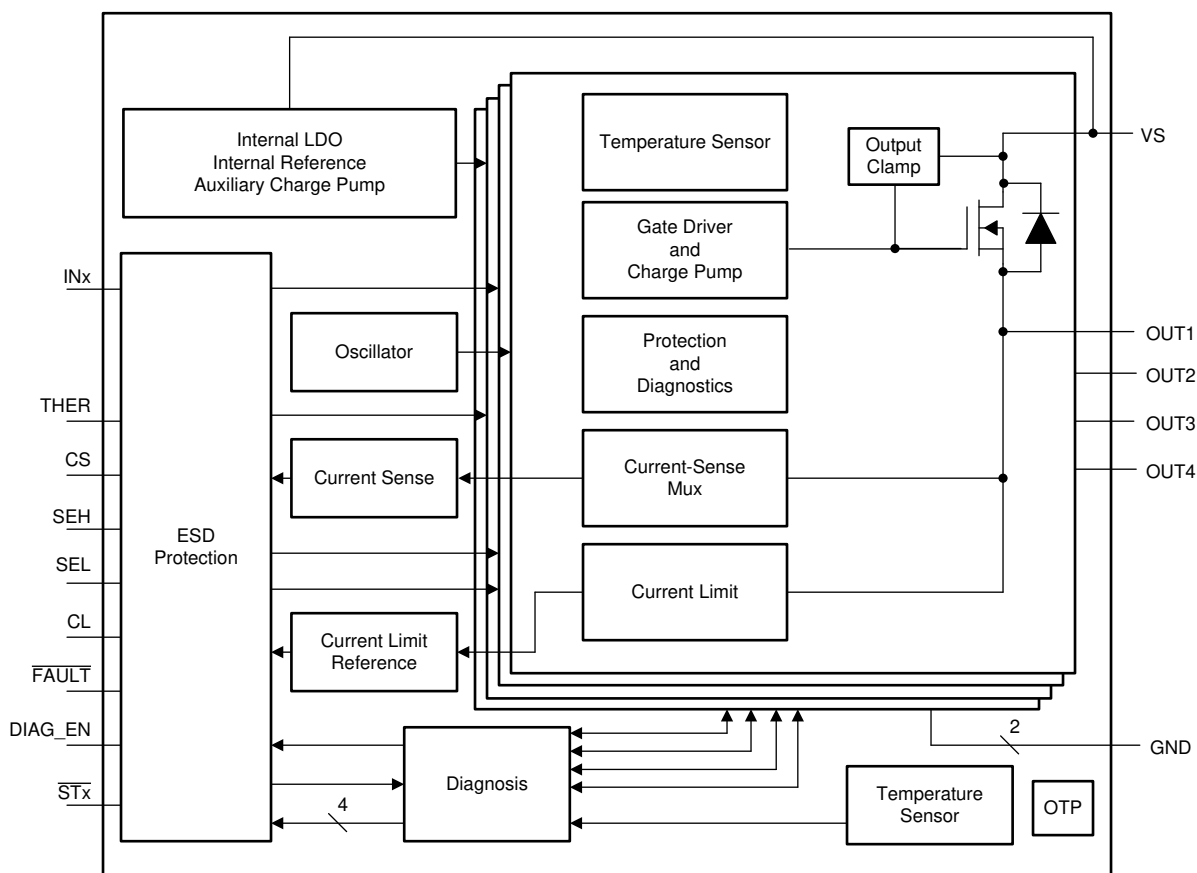 Internal LDO
Internal Reference
Auxiliary Charge Pump
Temperature Sensor
Output
Clamp
VS
Gate Driver
and
Charge Pump
INx
Oscillator
Protection
and
Diagnostics
OUT1
OUT2
THER
OUT3
CS
Current Sense
Current-Sense
Mux
OUT4
SEH
ESD
Protection
SEL
Current Limit
CL
Current Limit
Reference
FAULT
DIAG_EN
2
GND
Diagnosis
STx
4
Temperature
Sensor
OTP